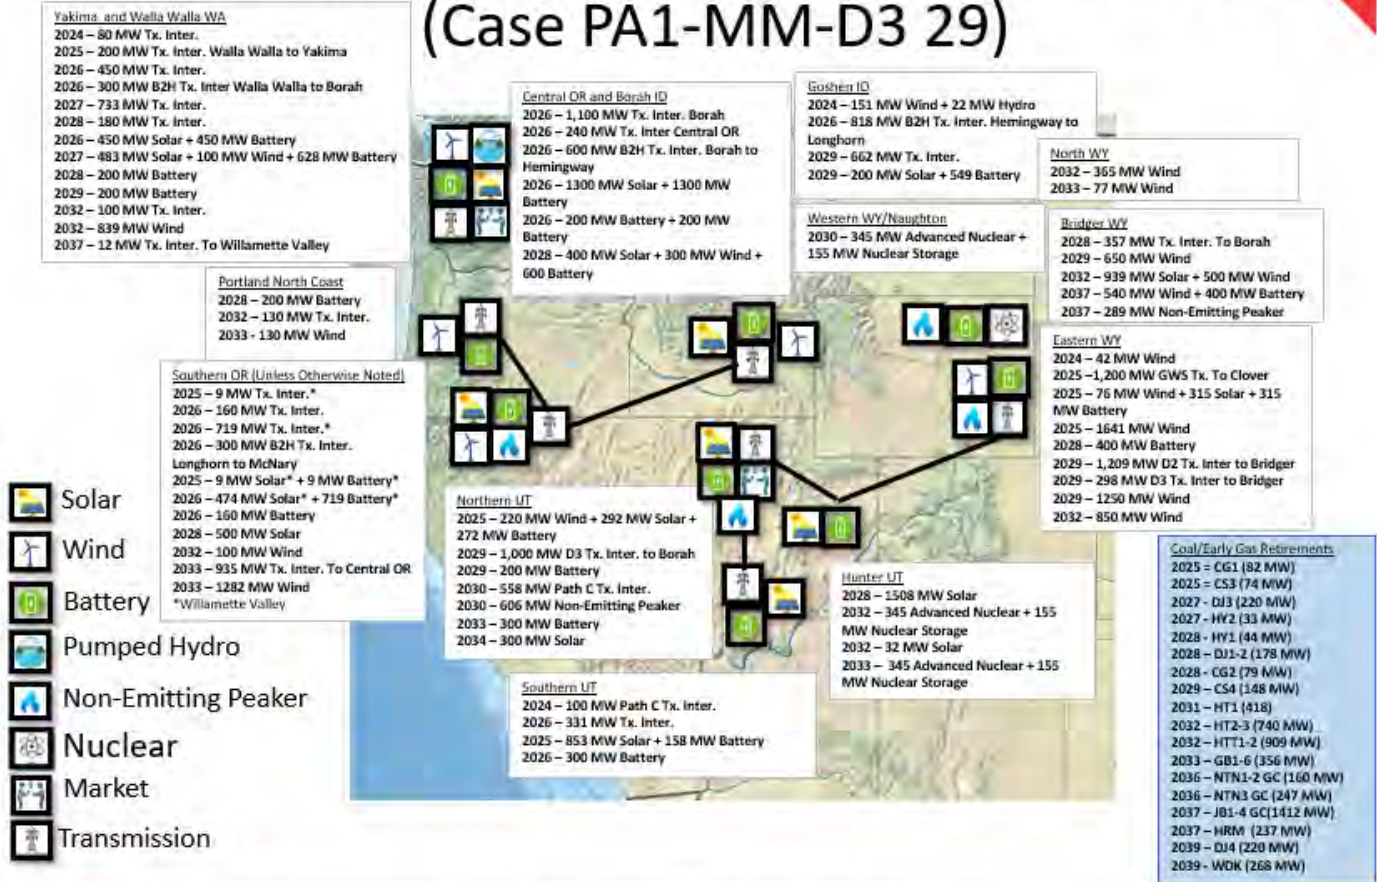 (Case PA1-MM-D3 29)
Yakima and Walla Walla WA
2024 – 80 MW Tx. Inter.
2025 – 200 MW Tx. Inter. Walla Walla to Yakima
2026 – 450 MW Tx. Inter.
2026 – 300 MW B2H Tx. Inter Walla Walla to Borah
2027 – 733 MW Tx. Inter.
2028 – 180 MW Tx. Inter.
2026 – 450 MW Solar + 450 MW Battery
2027 – 483 MW Solar + 100 MW Wind + 628 MW Battery
2028 – 200 MW Battery
2029 – 200 MW Battery
2032 – 100 MW Tx. Inter.
2032 – 839 MW Wind
2037 – 12 MW Tx. Inter. To Willamette Valley
Central OR and Borah ID
2026 – 1,100 MW Tx. Inter. Borah
2026 – 240 MW Tx. Inter Central OR
2026 – 600 MW B2H Tx. Inter. Borah to
Hemingway
2026 – 1300 MW Solar + 1300 MW
Battery
2026 – 200 MW Battery + 200 MW
Battery
2028 – 400 MW Solar + 300 MW Wind +
600 Battery
Goshen ID
2024 – 151 MW Wind + 22 MW Hydro
2026 – 818 MW B2H Tx. Inter. Hemingway to
Longhorn
2029 – 662 MW Tx. Inter.
2029 – 200 MW Solar + 549 Battery
North WY
2032 – 365 MW Wind
2033 – 77 MW Wind
Western WY/Naughton
2030 – 345 MW Advanced Nuclear +
155 MW Nuclear Storage
Bridger WY
2028 – 357 MW Tx. Inter. To Borah
2029 – 650 MW Wind
2032 – 939 MW Solar + 500 MW Wind
2037 – 540 MW Wind + 400 MW Battery
2037 – 289 MW Non-Emitting Peaker
Portland North Coast
2028 – 200 MW Battery
2032 – 130 MW Tx. Inter.
2033 - 130 MW Wind
Eastern WY
2024 – 42 MW Wind
2025 –1,200 MW GWS Tx. To Clover
2025 – 76 MW Wind + 315 Solar + 315
MW Battery
2025 – 1641 MW Wind
2028 – 400 MW Battery
2029 – 1,209 MW D2 Tx. Inter to Bridger
2029 – 298 MW D3 Tx. Inter to Bridger
2029 – 1250 MW Wind
2032 – 850 MW Wind
Southern OR (Unless Otherwise Noted)
2025 – 9 MW Tx. Inter.*
2026 – 160 MW Tx. Inter.
2026 – 719 MW Tx. Inter.*
2026 – 300 MW B2H Tx. Inter.
Longhorn to McNary
2025 – 9 MW Solar* + 9 MW Battery*
2026 – 474 MW Solar* + 719 Battery*
2026 – 160 MW Battery
2028 – 500 MW Solar
2032 – 100 MW Wind
2033 – 935 MW Tx. Inter. To Central OR
2033 – 1282 MW Wind
*Willamette Valley
Northern UT
2025 – 220 MW Wind + 292 MW Solar +
272 MW Battery
2029 – 1,000 MW D3 Tx. Inter. to Borah
2029 – 200 MW Battery
2030 – 558 MW Path C Tx. Inter.
2030 – 606 MW Non-Emitting Peaker
2033 – 300 MW Battery
2034 – 300 MW Solar
Hunter UT
2028 – 1508 MW Solar
2032 – 345 Advanced Nuclear + 155
MW Nuclear Storage
2032 – 32 MW Solar
2033 – 345 Advanced Nuclear + 155
MW Nuclear Storage
Southern UT
2024 – 100 MW Path C Tx. Inter.
2026 – 331 MW Tx. Inter.
2025 – 853 MW Solar + 158 MW Battery
2026 – 300 MW Battery
Solar
Wind
Battery
Pumped Hydro
Non-Emitting Peaker
Nuclear
Market
Transmission
Coal/Early Gas Retirements
2025 = CG1 (82 MW)
2025 = CS3 (74 MW)
2027 - DJ3 (220 MW)
2027 - HY2 (33 MW)
2028 - HY1 (44 MW)
2028 – DJ1-2 (178 MW)
2028 - CG2 (79 MW)
2029 – CS4 (148 MW)
2031 – HT1 (418)
2032 – HT2-3 (740 MW)
2032 – HTT1-2 (909 MW)
2033 – GB1-6 (356 MW)
2036 – NTN1-2 GC (160 MW)
2036 – NTN3 GC (247 MW)
2037 – JB1-4 GC(1412 MW)
2037 – HRM (237 MW)
2039 – DJ4 (220 MW)
2039 - WDK (268 MW)